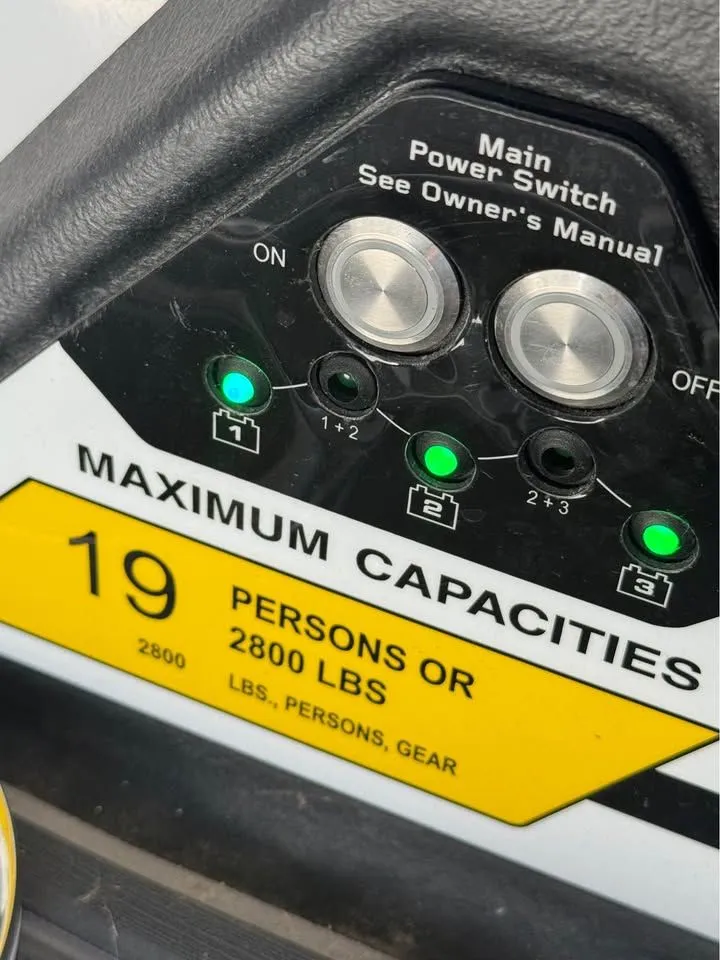 Main
Power Switch
See Owner's Manual
ON
OFF
1 + 2
1
2 + 3
2
3
MAXIMUM CAPACITIES
19 PERSONS OR
2800 LBS
2800 LBS., PERSONS, GEAR